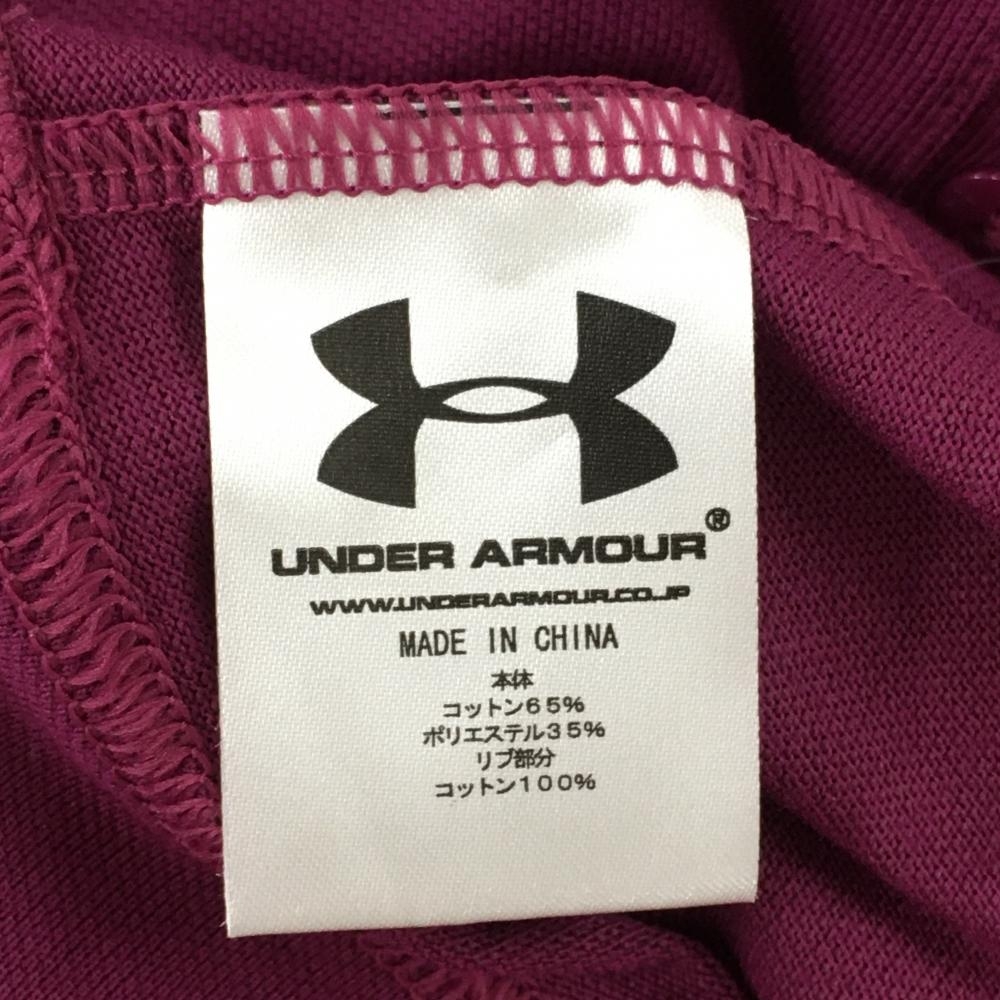 UNDER ARMOUR®
WWW.UNDERARMOUR.CO.JP
MADE IN CHINA
本体
コットン65%
ポリエステル35%
リブ部分
コットン100%